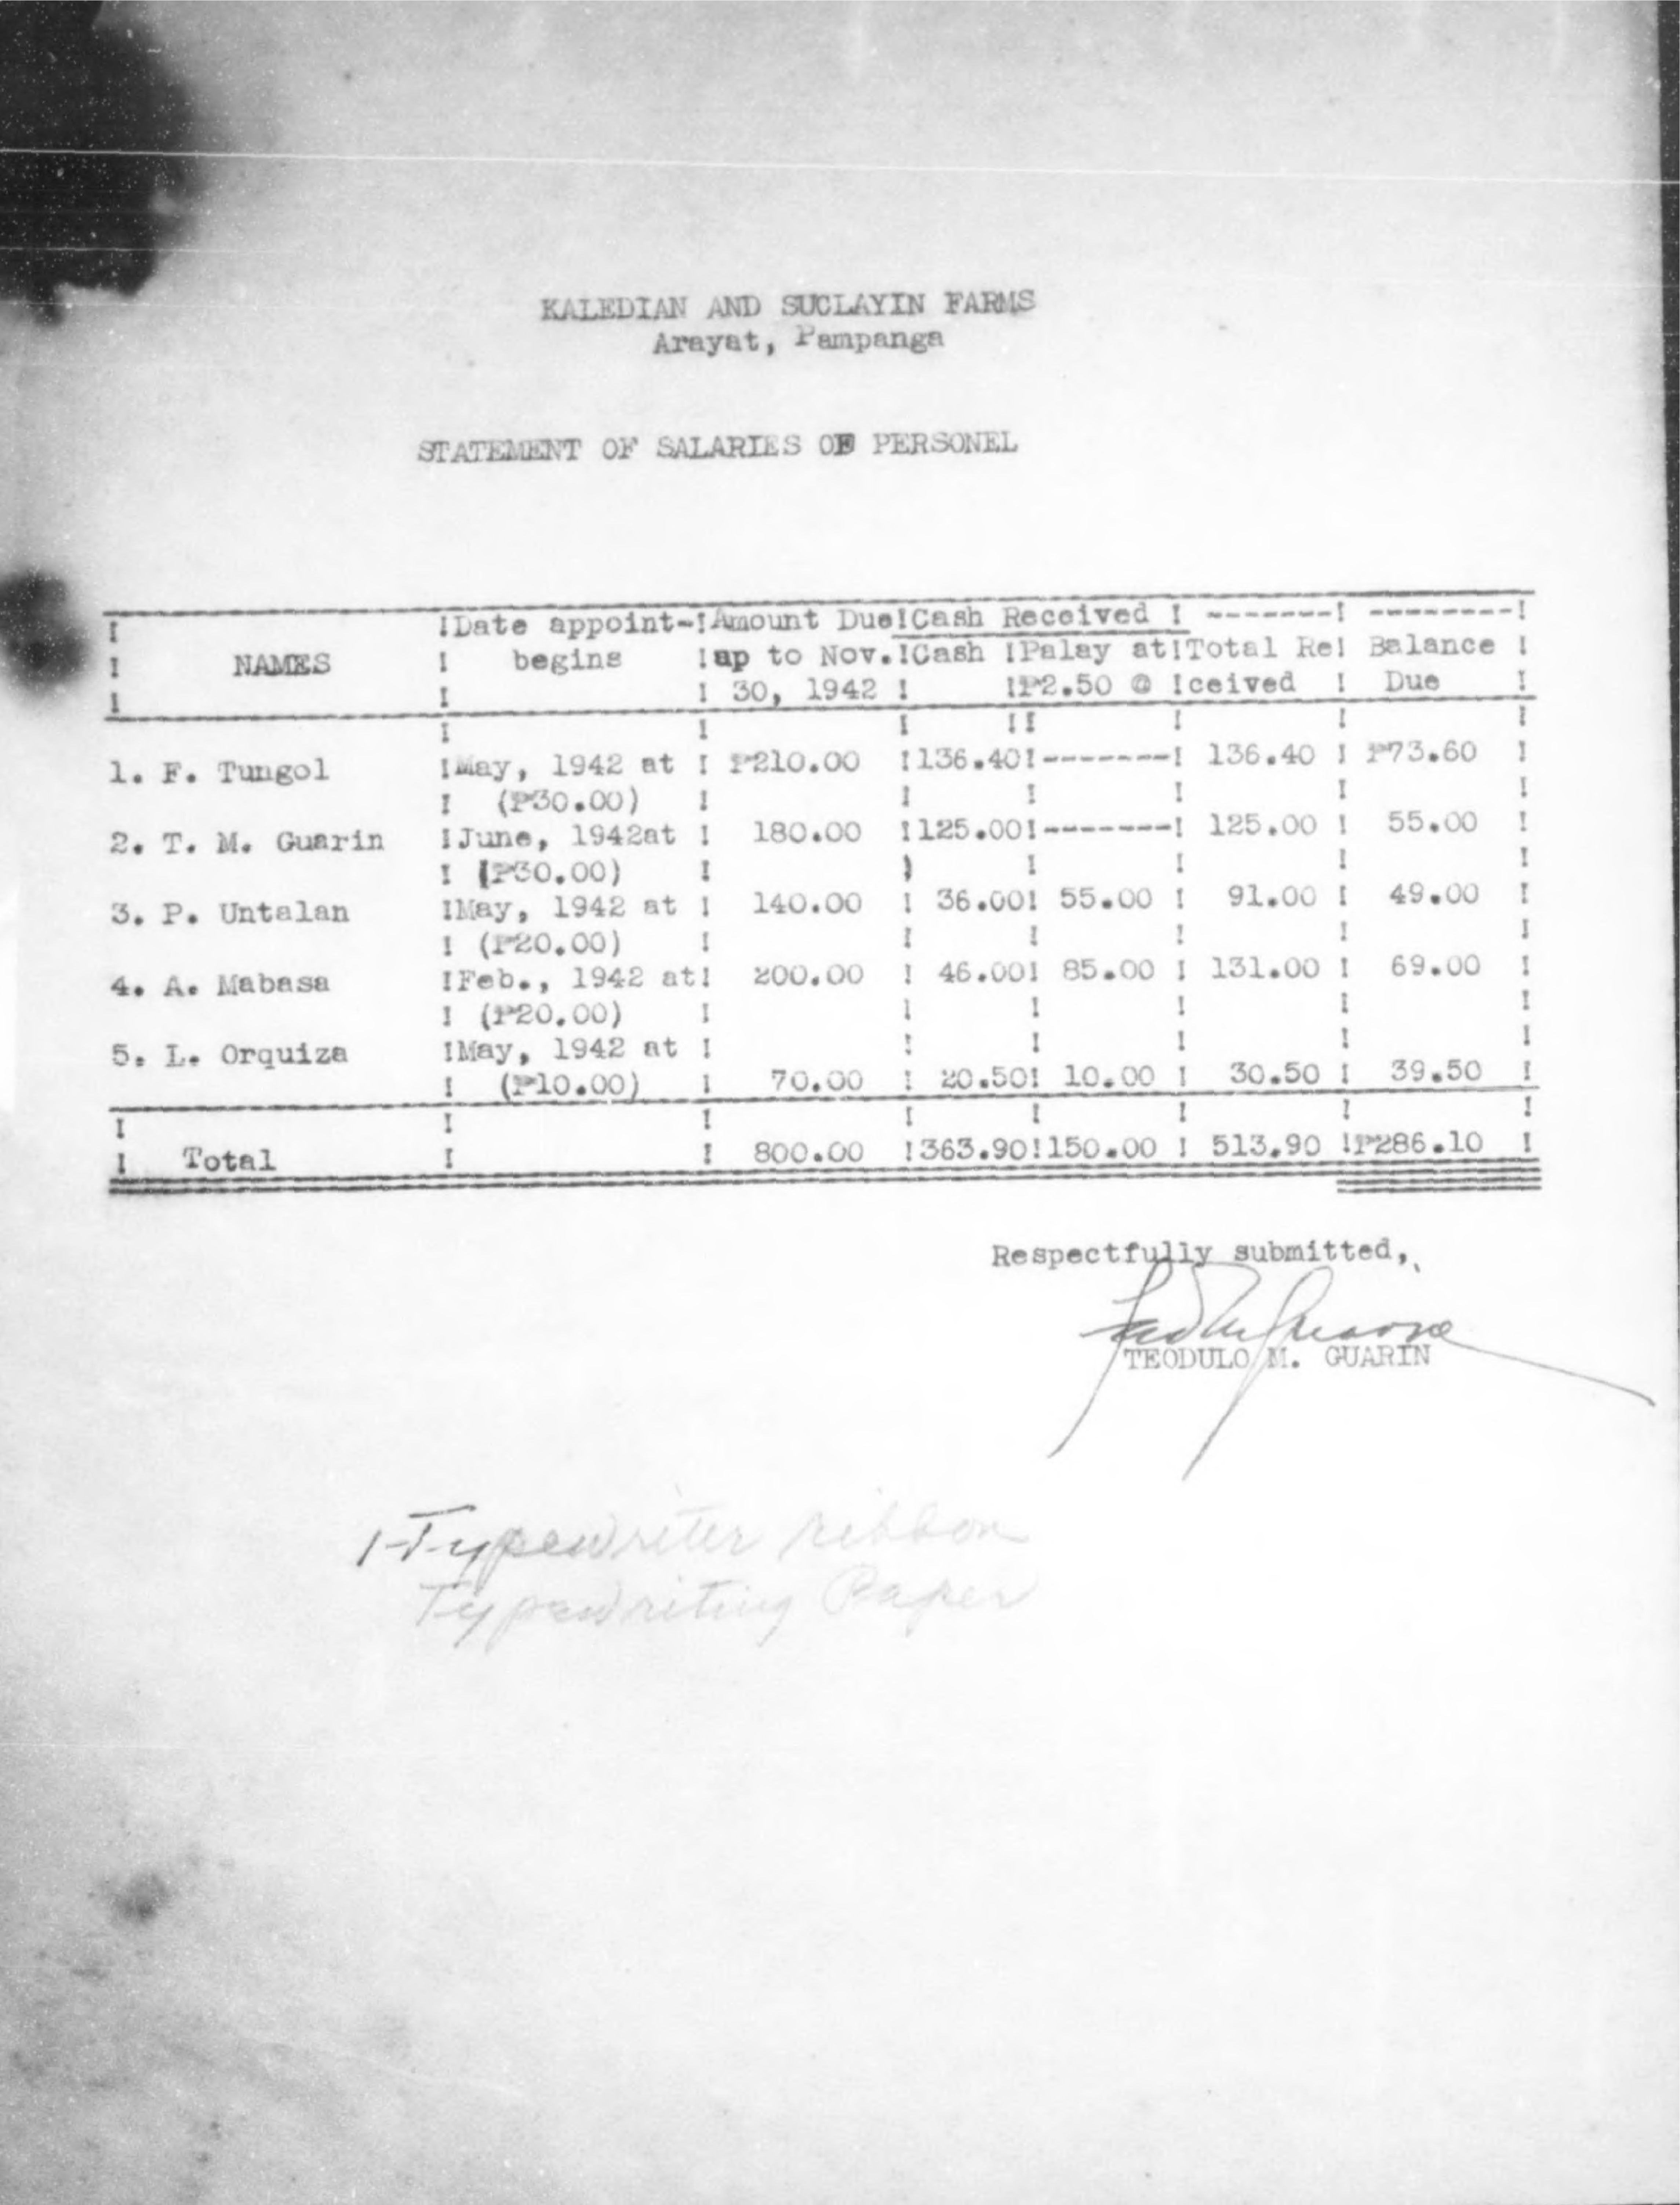 KALEDIAN AND SUCLAYIN FARMS
Arayat, Pampanga
STATEMENT OF SALARIES OF PERSONEL
! !Date appoint-!Amount Due!Cash Received ! -------! --------!
! NAMES ! begins !up to Nov.!Cash !Palay at!Total Re! Balance !
! ! ! 30, 1942 ! !₱2.50 @ !ceived ! Due !
1. F. Tungol !May, 1942 at ! ₱210.00 !136.40!-------! 136.40 ! ₱73.60 !
! (₱30.00) ! ! ! ! ! !
2. T. M. Guarin !June, 1942at ! 180.00 !125.00!-------! 125.00 ! 55.00 !
! (₱30.00) ! ) ! ! ! !
3. P. Untalan !May, 1942 at ! 140.00 ! 36.00! 55.00 ! 91.00 ! 49.00 !
! (₱20.00) ! ! ! ! ! !
4. A. Mabasa !Feb., 1942 at! 200.00 ! 46.00! 85.00 ! 131.00 ! 69.00 !
! (₱20.00) ! ! ! ! ! !
5. L. Orquiza !May, 1942 at ! ! ! ! ! !
! (₱10.00) ! 70.00 ! 20.50! 10.00 ! 30.50 ! 39.50 !
! Total ! ! 800.00 !363.90!150.00 ! 513.90 !₱286.10 !
Respectfully submitted,
TEODULO M. GUARIN
1-Typewriter ribbon
Typewriting Paper